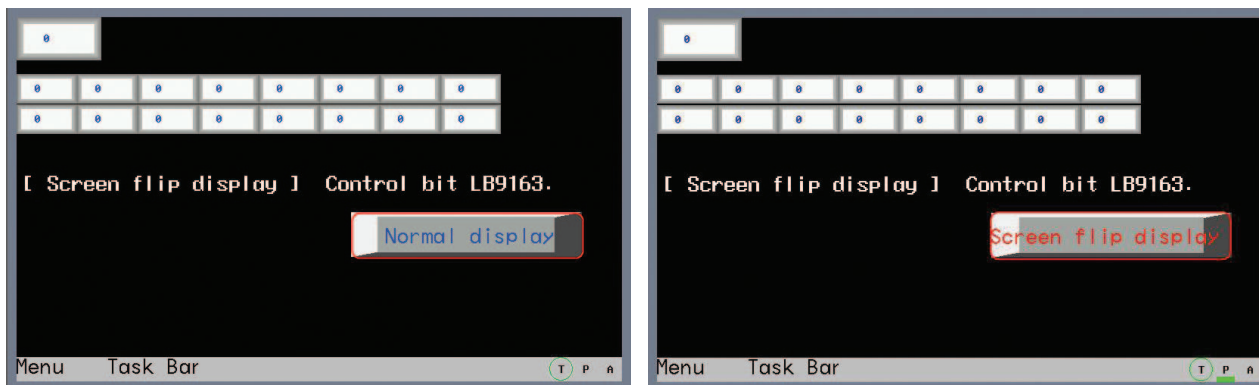 0
0 0 0 0 0 0 0 0
0 0 0 0 0 0 0 0
[ Screen flip display ] Control bit LB9163.
Normal display
Menu Task Bar T P A
0
0 0 0 0 0 0 0 0
0 0 0 0 0 0 0 0
[ Screen flip display ] Control bit LB9163.
Screen flip display
Menu Task Bar T P A